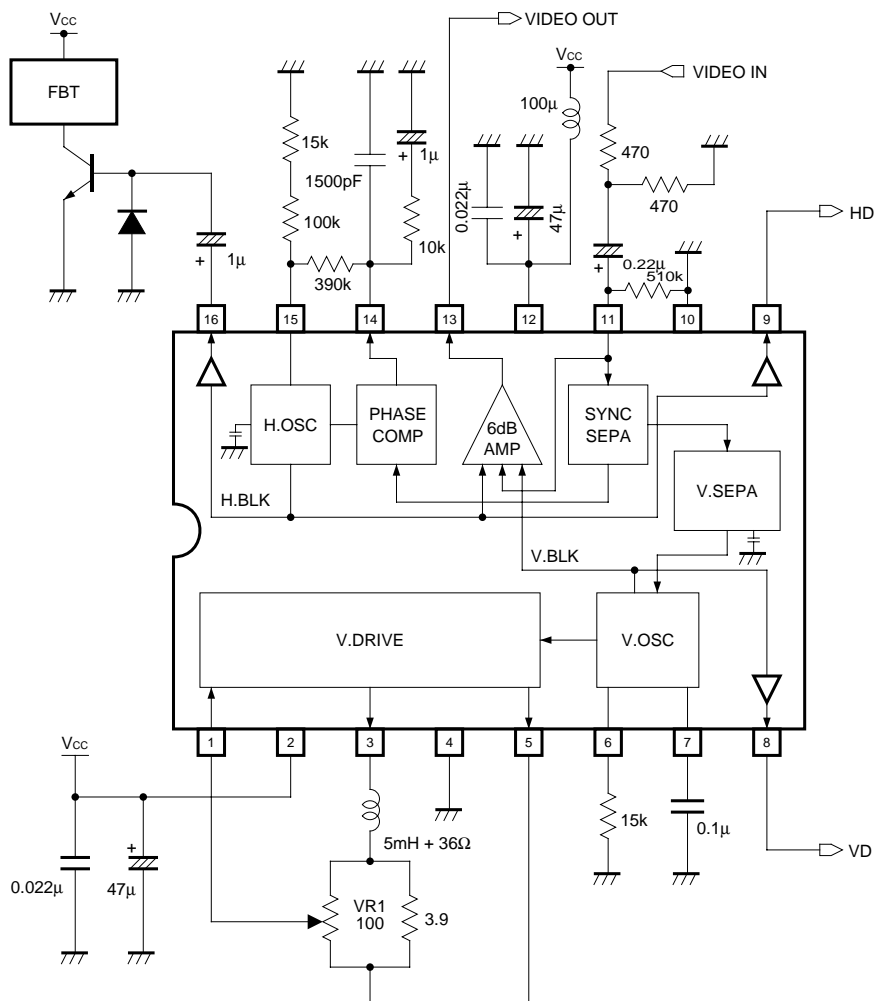 Vcc
FBT
VIDEO OUT
Vcc
VIDEO IN
100μ
15k
1μ
+
1500pF
470
470
0.022μ
47μ
+
HD
100k
10k
390k
+
1μ
+
0.22μ
510k
16
15
14
13
12
11
10
9
H.OSC
PHASE
COMP
6dB
AMP
SYNC
SEPA
V.SEPA
H.BLK
V.BLK
V.DRIVE
V.OSC
1
2
3
4
5
6
7
8
Vcc
0.022μ
+
47μ
5mH + 36Ω
VR1
100
3.9
15k
0.1μ
VD